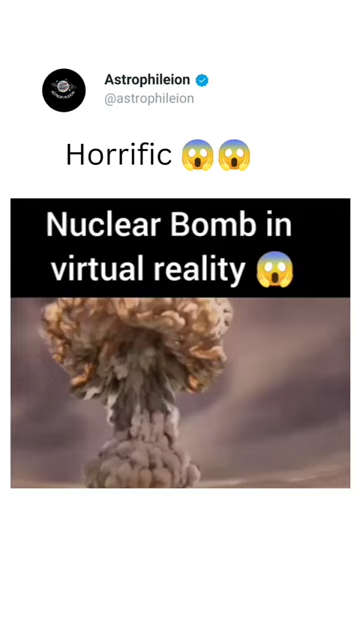 Astrophileion
@astrophileion
Horrific 😱😱
Nuclear Bomb in
virtual reality 😱